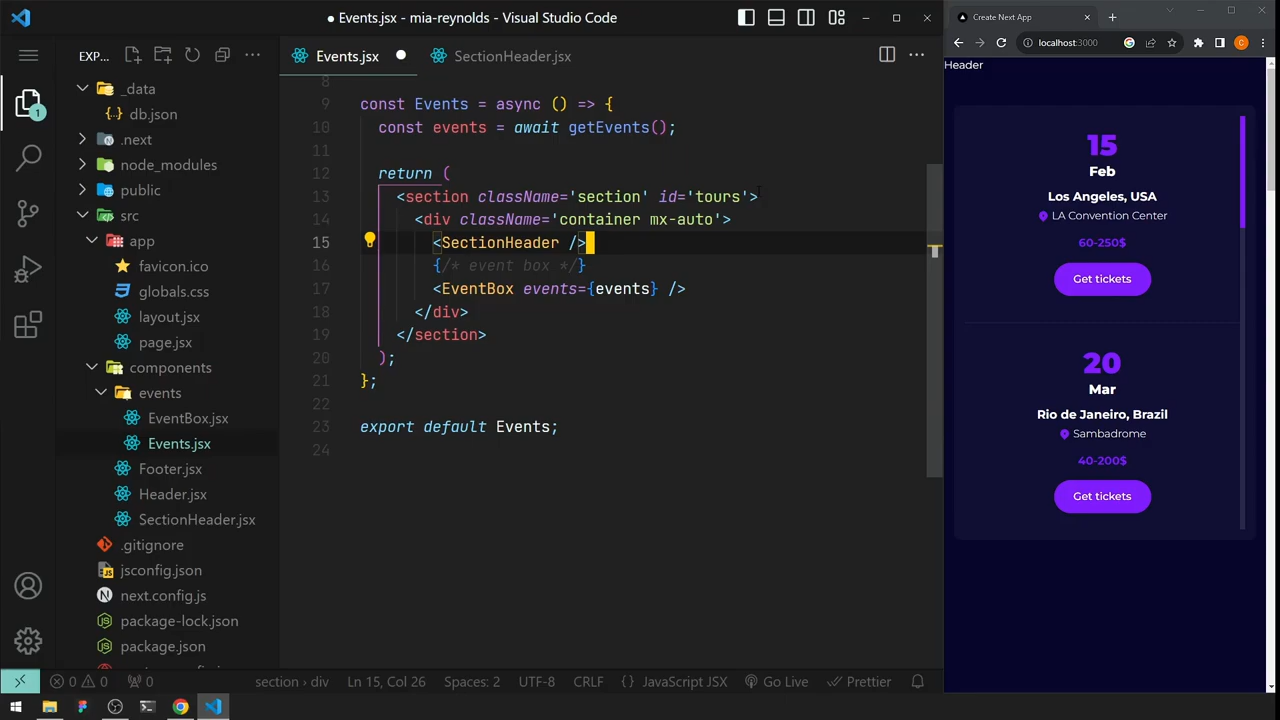 Events.jsx - mia-reynolds - Visual Studio Code
EXP...
_data
db.json
.next
node_modules
public
src
app
favicon.ico
globals.css
layout.jsx
page.jsx
components
events
EventBox.jsx
Events.jsx
Footer.jsx
Header.jsx
SectionHeader.jsx
.gitignore
jsconfig.json
next.config.js
package-lock.json
package.json
1
Events.jsx
SectionHeader.jsx
8
9 const Events = async () => {
10 const events = await getEvents();
11
12 return (
13 <section className='section' id='tours'>
14 <div className='container mx-auto'>
15 <SectionHeader />
16 {/* event box */}
17 <EventBox events={events} />
18 </div>
19 </section>
20 );
21 };
22
23 export default Events;
24
0 0 0 section › div Ln 15, Col 26 Spaces: 2 UTF-8 CRLF {} JavaScript JSX Go Live Prettier
Create Next App
localhost:3000
C
Header
15
Feb
Los Angeles, USA
LA Convention Center
60-250$
Get tickets
20
Mar
Rio de Janeiro, Brazil
Sambadrome
40-200$
Get tickets